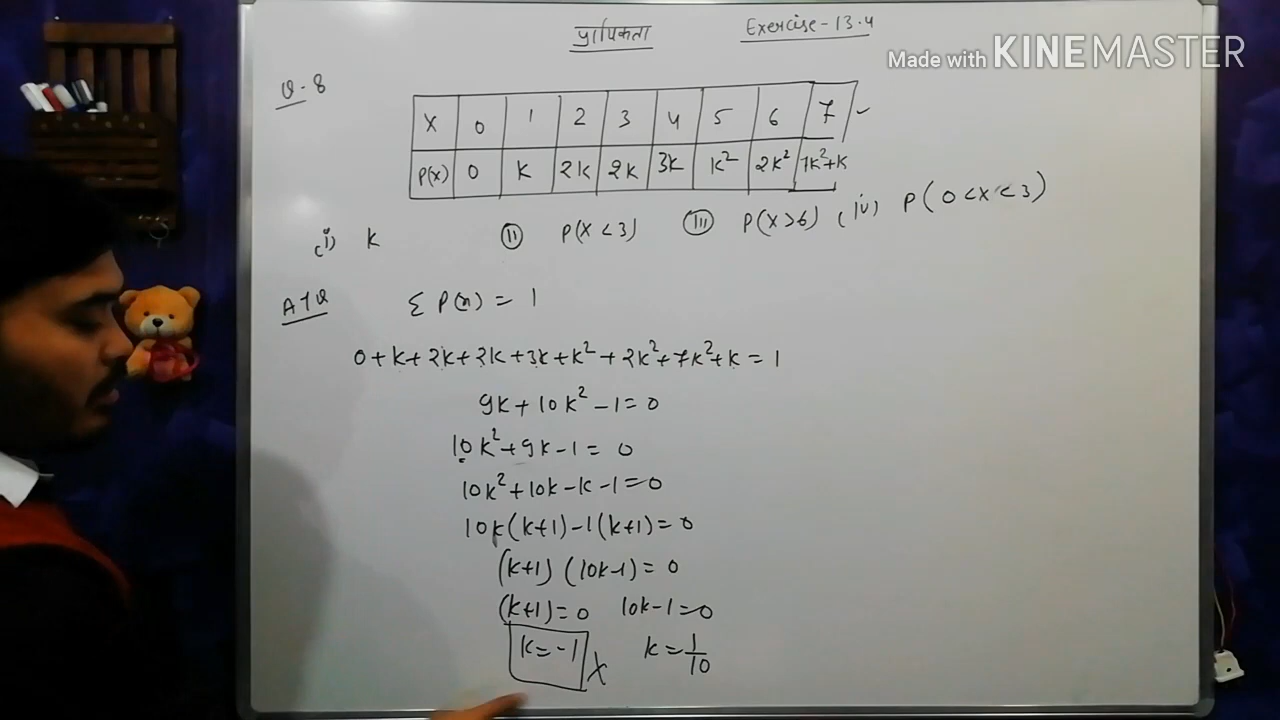 प्रायिकता Exercise-13.4
Made with KINEMASTER
Q.8
X 0 1 2 3 4 5 6 7
P(x) 0 k 2k 2k 3k k² 2k² 7k²+k
(i) k (ii) P(X<3) (iii) P(X>6) (iv) P(0<X<3)
ATQ Σ P(x) = 1
0+k+2k+2k+3k+k²+2k²+7k²+k=1
9k+10k²-1=0
10k²+9k-1=0
10k²+10k-k-1=0
10k(k+1)-1(k+1)=0
(k+1) (10k-1)=0
(k+1)=0 10k-1=0
k=-1 X k=1/10